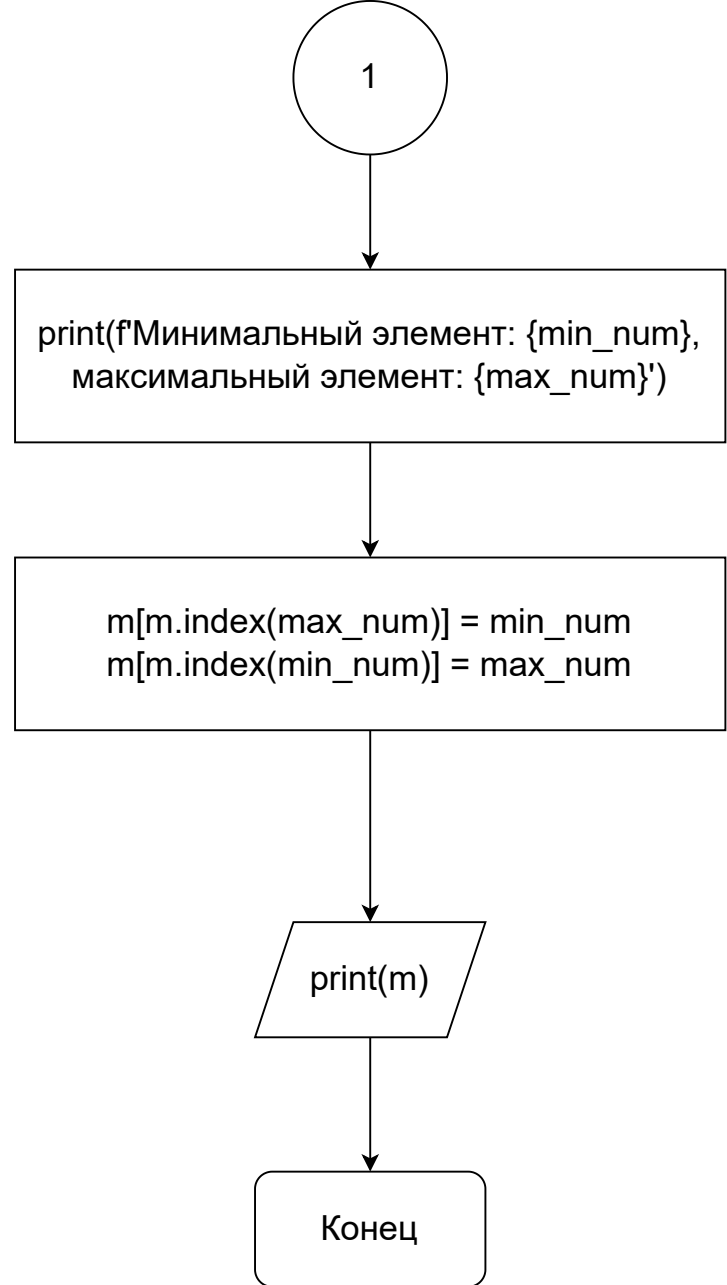 1
print(f'Минимальный элемент: {min_num},
максимальный элемент: {max_num}')
m[m.index(max_num)] = min_num
m[m.index(min_num)] = max_num
print(m)
Конец